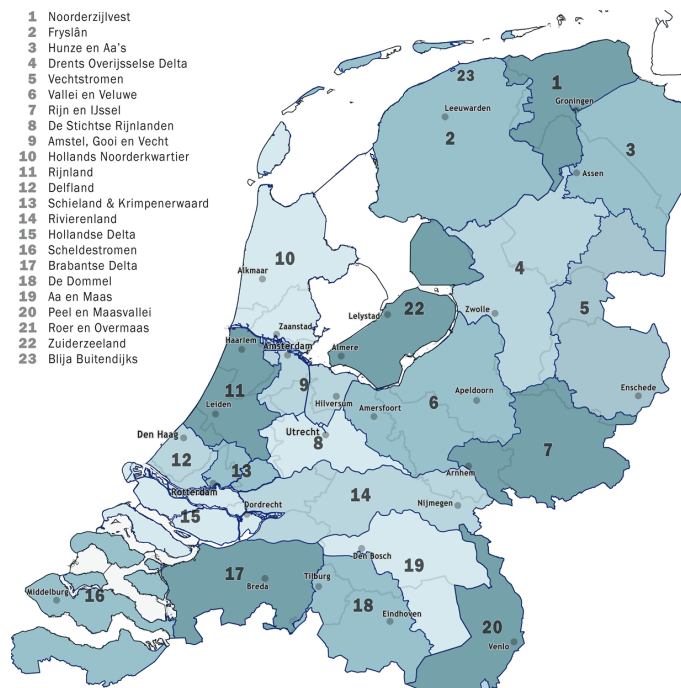 1 Noorderzijlvest
2 Fryslân
3 Hunze en Aa's
4 Drents Overijsselse Delta
5 Vechtstromen
6 Vallei en Veluwe
7 Rijn en IJssel
8 De Stichtse Rijnlanden
9 Amstel, Gooi en Vecht
10 Hollands Noorderkwartier
11 Rijnland
12 Delfland
13 Schieland & Krimpenerwaard
14 Rivierenland
15 Hollandse Delta
16 Scheldestromen
17 Brabantse Delta
18 De Dommel
19 Aa en Maas
20 Peel en Maasvallei
21 Roer en Overmaas
22 Zuiderzeeland
23 Blija Buitendijks
23
1
Groningen
Leeuwarden
2
3
Assen
10
Alkmaar
4
22
Lelystad
Zwolle
5
Zaanstad
Haarlem
Amsterdam
Almere
9
11
Leiden
Hilversum
Amersfoort
6
Apeldoorn
Enschede
Den Haag
Utrecht
8
7
12
13
Arnhem
Rotterdam
14
Dordrecht
Nijmegen
15
Den Bosch
19
17
Tilburg
Breda
Middelburg
16
18
Eindhoven
20
Venlo